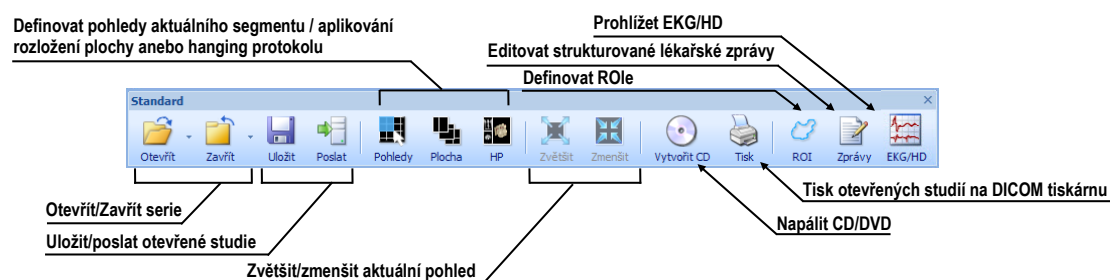 Definovat pohledy aktuálního segmentu / aplikování
rozložení plochy anebo hanging protokolu
Prohlížet EKG/HD
Editovat strukturované lékařské zprávy
Definovat ROIe
Standard
Otevřít Zavřít Uložit Poslat Pohledy Plocha HP Zvětšit Zmenšit Vytvořit CD Tisk ROI Zprávy EKG/HD
Tisk otevřených studií na DICOM tiskárnu
Otevřít/Zavřít serie
Napálit CD/DVD
Uložit/poslat otevřené studie
Zvětšit/zmenšit aktuální pohled